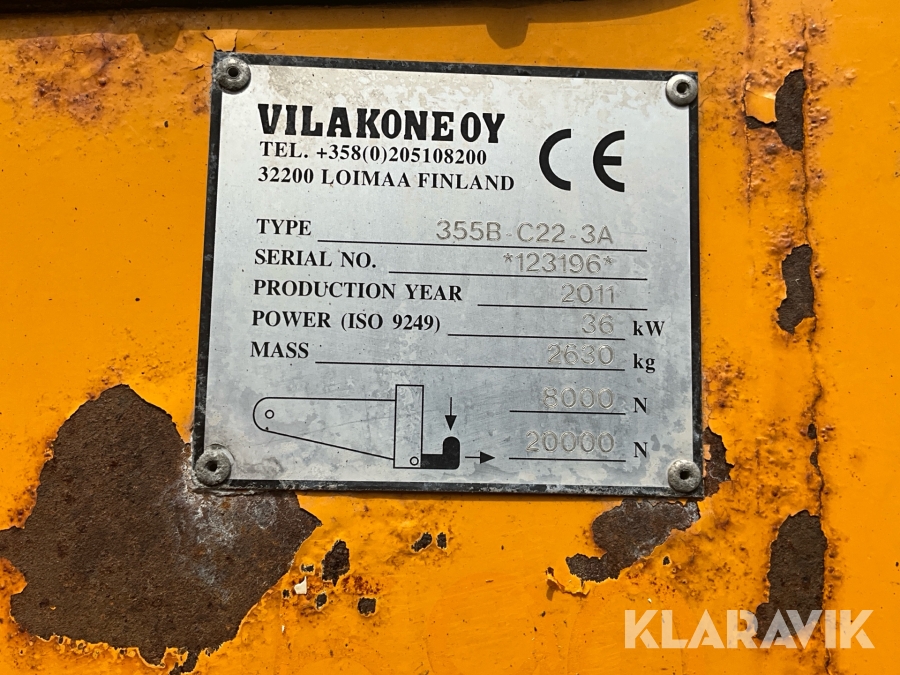 VILAKONE OY
TEL. +358(0)205108200
32200 LOIMAA FINLAND
CE
TYPE 355B-C22-3A
SERIAL NO. *123196*
PRODUCTION YEAR 2011
POWER (ISO 9249) 36 kW
MASS 2630 kg
8000 N
20000 N
KLARAVIK